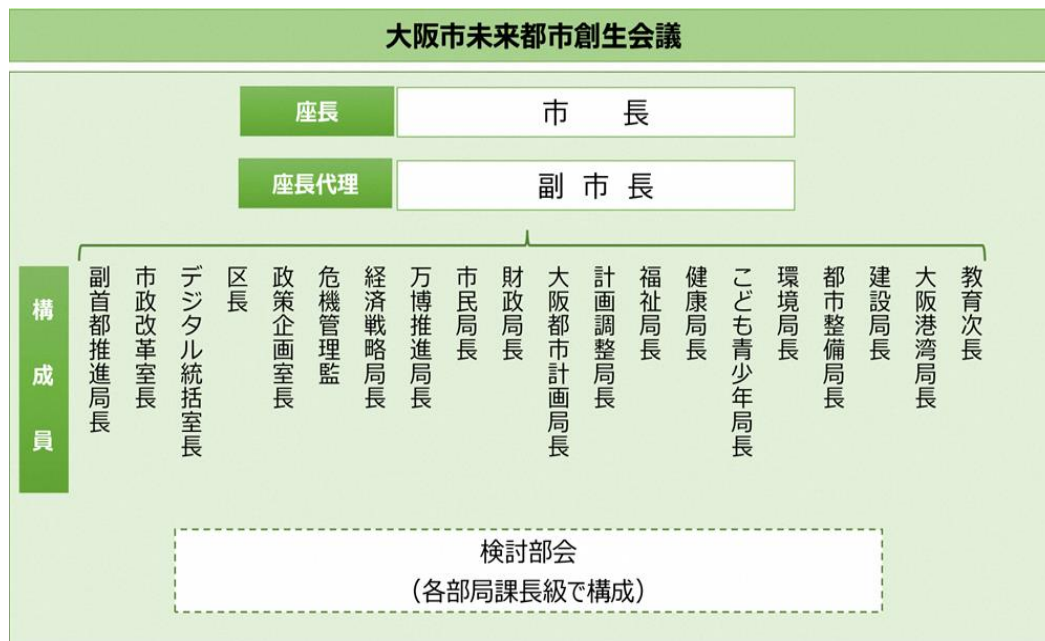 大阪市未来都市創生会議
座長
市 長
座長代理
副 市 長
構成員
副首都推進局長
市政改革室長
デジタル統括室長
区長
政策企画室長
危機管理監
経済戦略局長
万博推進局長
市民局長
財政局長
大阪都市計画局長
計画調整局長
福祉局長
健康局長
こども青少年局長
環境局長
都市整備局長
建設局長
大阪港湾局長
教育次長
検討部会
（各部局課長級で構成）